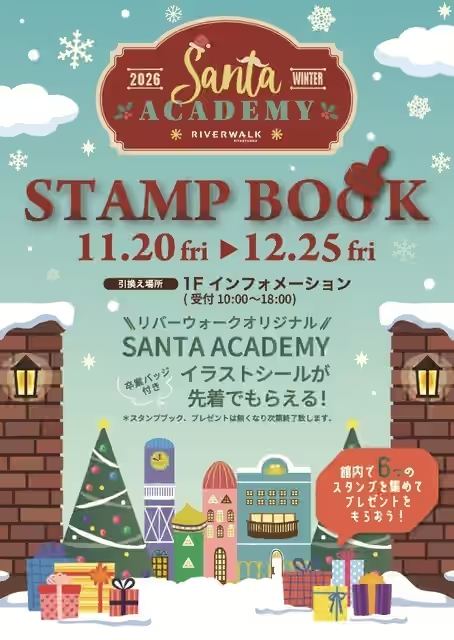 2026 Santa WINTER
ACADEMY
RIVERWALK
STAMP BOOK
11.20 fri ▶ 12.25 fri
引換え場所 1F インフォメーション
(受付 10:00〜18:00)
\\リバーウォークオリジナル//
SANTA ACADEMY
卒業バッジ
付き
イラストシールが
先着でもらえる!
*スタンプブック、プレゼントは無くなり次第終了致します。
館内で6つの
スタンプを集めて
プレゼントを
もらおう!